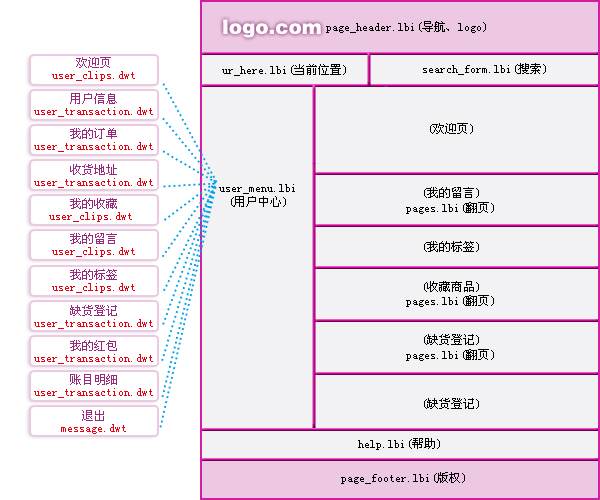 logo.com page_header.lbi(导航、logo)
ur_here.lbi(当前位置)
search_form.lbi(搜索)
欢迎页
user_clips.dwt
用户信息
user_transaction.dwt
我的订单
user_transaction.dwt
收货地址
user_transaction.dwt
我的收藏
user_clips.dwt
我的留言
user_clips.dwt
我的标签
user_clips.dwt
缺货登记
user_transaction.dwt
我的红包
user_transaction.dwt
账目明细
user_transaction.dwt
退出
message.dwt
user_menu.lbi
(用户中心)
(欢迎页)
(我的留言)
pages.lbi(翻页)
(我的标签)
(收藏商品)
pages.lbi(翻页)
(缺货登记)
pages.lbi(翻页)
(缺货登记)
help.lbi(帮助)
page_footer.lbi(版权)